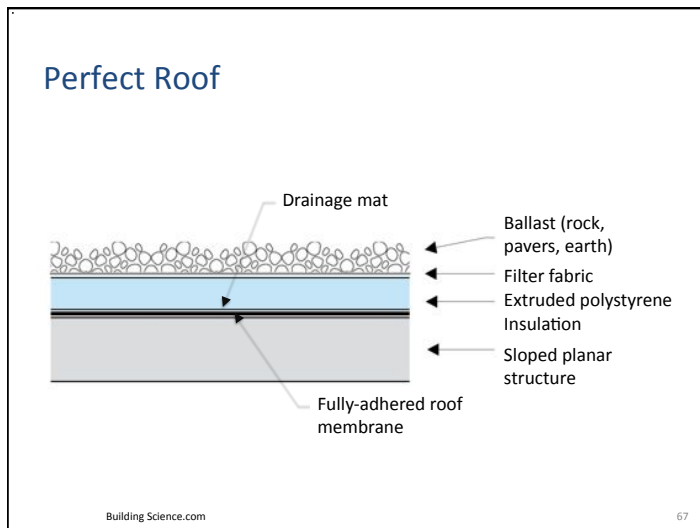 Perfect Roof
Drainage mat
Ballast (rock,
pavers, earth)
Filter fabric
Extruded polystyrene
Insulation
Sloped planar
structure
Fully-adhered roof
membrane
Building Science.com
67